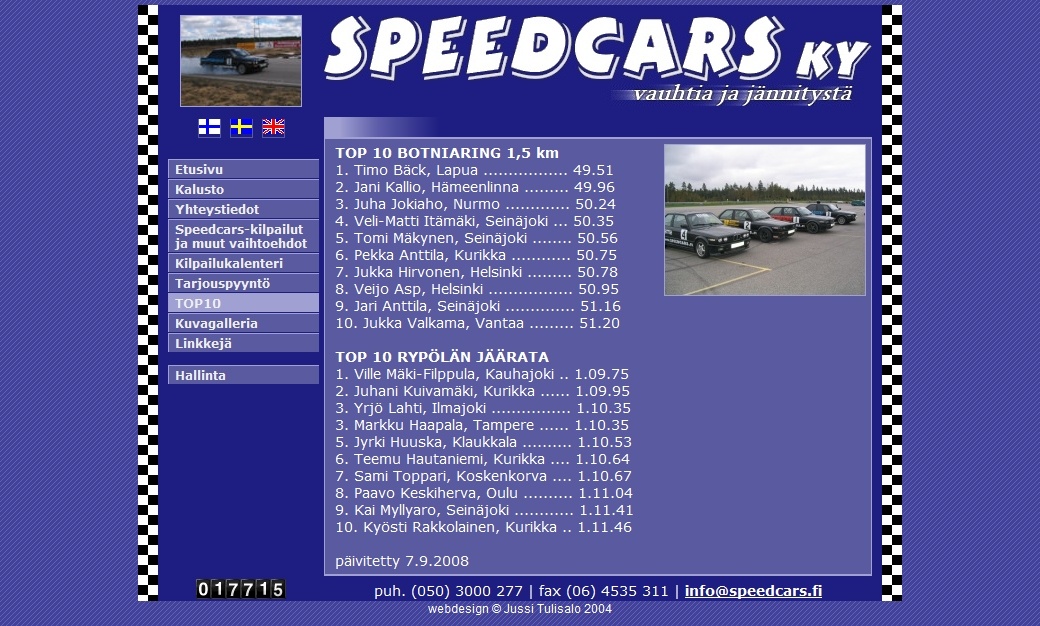 SPEEDCARS KY
vauhtia ja jännitystä
Etusivu
Kalusto
Yhteystiedot
Speedcars-kilpailut
ja muut vaihtoehdot
Kilpailukalenteri
Tarjouspyyntö
TOP10
Kuvagalleria
Linkkejä
Hallinta
TOP 10 BOTNIARING 1,5 km
1. Timo Bäck, Lapua ................. 49.51
2. Jani Kallio, Hämeenlinna ......... 49.96
3. Juha Jokiaho, Nurmo ............. 50.24
4. Veli-Matti Itämäki, Seinäjoki ... 50.35
5. Tomi Mäkynen, Seinäjoki ........ 50.56
6. Pekka Anttila, Kurikka ............ 50.75
7. Jukka Hirvonen, Helsinki ......... 50.78
8. Veijo Asp, Helsinki ................. 50.95
9. Jari Anttila, Seinäjoki ............. 51.16
10. Jukka Valkama, Vantaa ......... 51.20
TOP 10 RYPÖLÄN JÄÄRATA
1. Ville Mäki-Filppula, Kauhajoki .. 1.09.75
2. Juhani Kuivamäki, Kurikka ...... 1.09.95
3. Yrjö Lahti, Ilmajoki ................ 1.10.35
3. Markku Haapala, Tampere ...... 1.10.35
5. Jyrki Huuska, Klaukkala .......... 1.10.53
6. Teemu Hautaniemi, Kurikka .... 1.10.64
7. Sami Toppari, Koskenkorva .... 1.10.67
8. Paavo Keskiherva, Oulu .......... 1.11.04
9. Kai Myllyaro, Seinäjoki ............ 1.11.41
10. Kyösti Rakkolainen, Kurikka .. 1.11.46
päivitetty 7.9.2008
017715
puh. (050) 3000 277 | fax (06) 4535 311 | info@speedcars.fi
webdesign © Jussi Tulisalo 2004